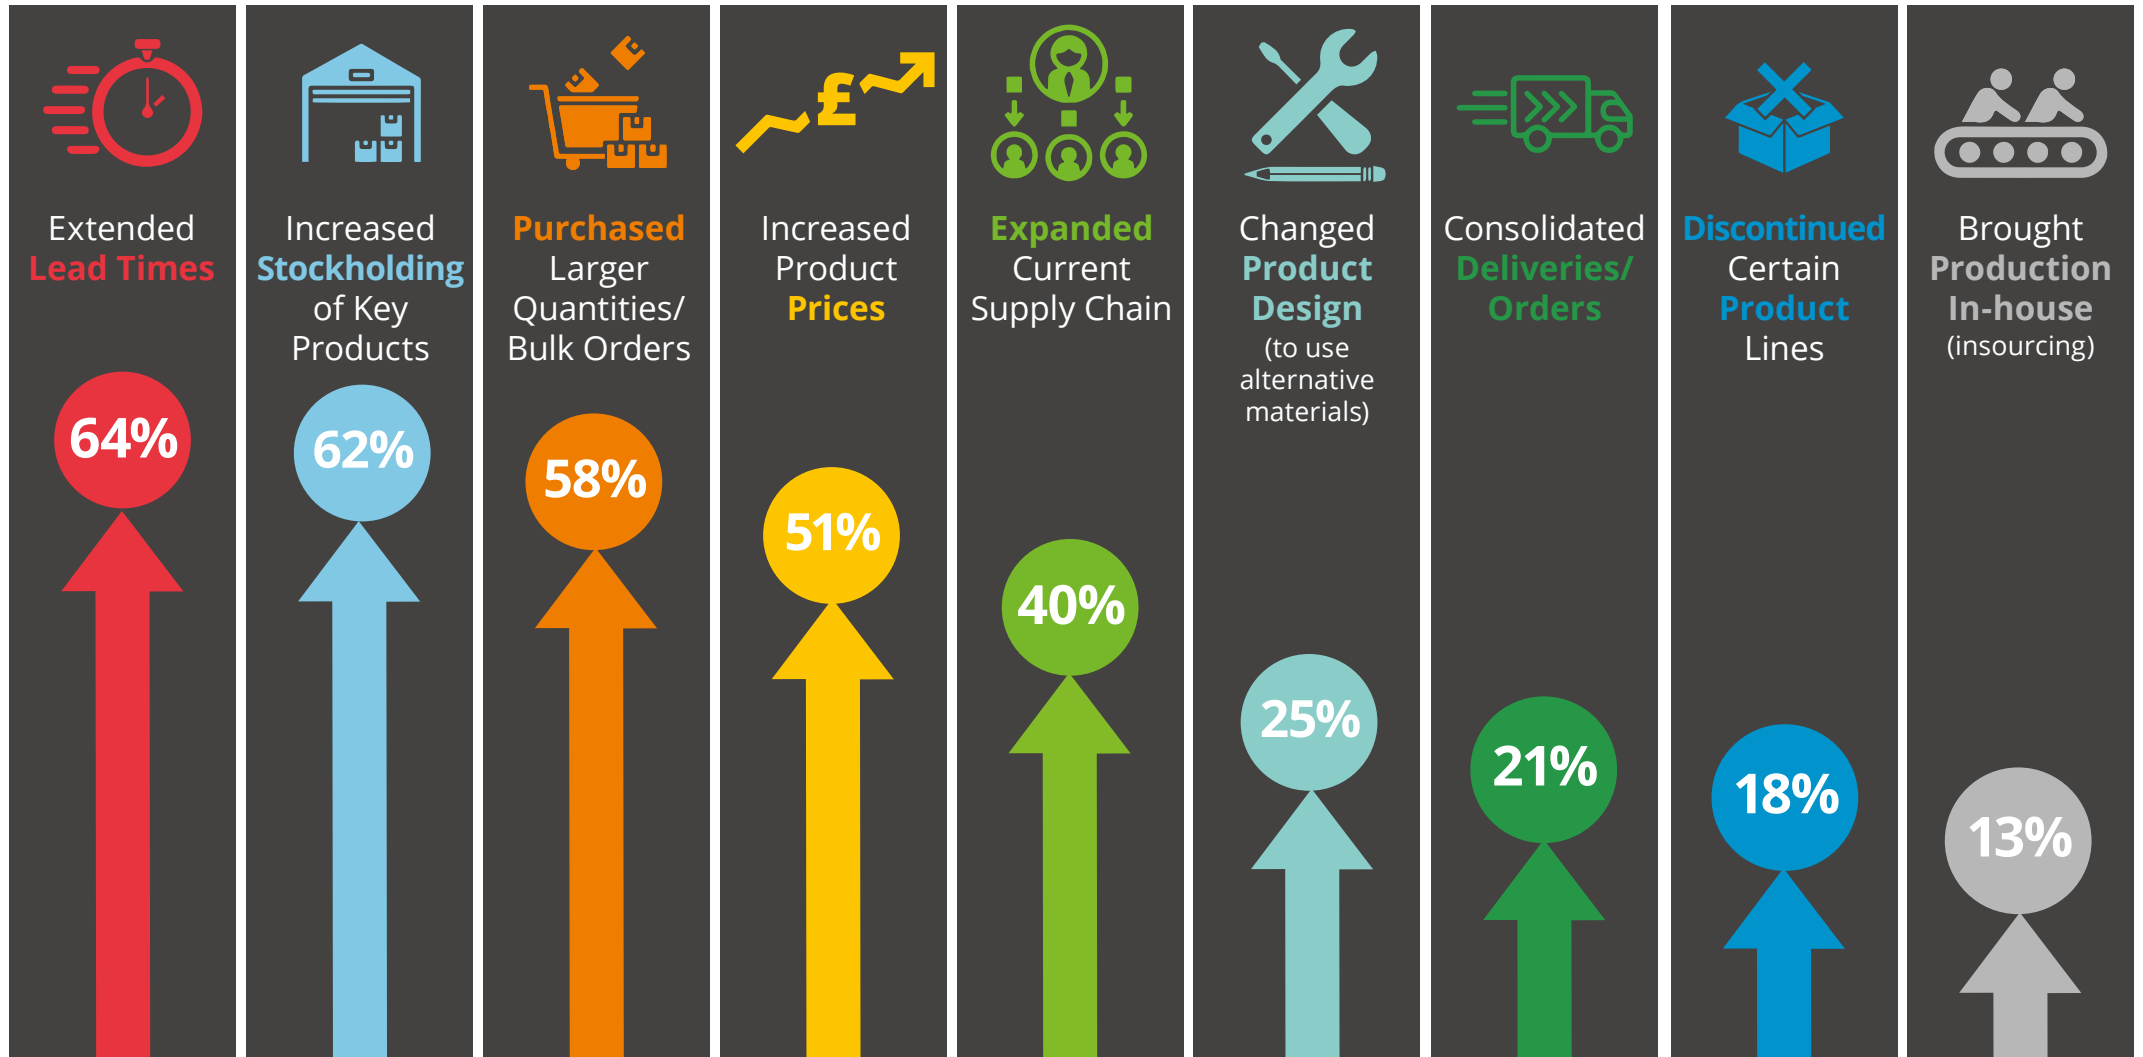 Extended
Lead Times
64%
Increased
Stockholding
of Key
Products
62%
Purchased
Larger
Quantities/
Bulk Orders
58%
£
Increased
Product
Prices
51%
Expanded
Current
Supply Chain
40%
Changed
Product
Design
(to use
alternative
materials)
25%
Consolidated
Deliveries/
Orders
21%
Discontinued
Certain
Product
Lines
18%
Brought
Production
In-house
(insourcing)
13%